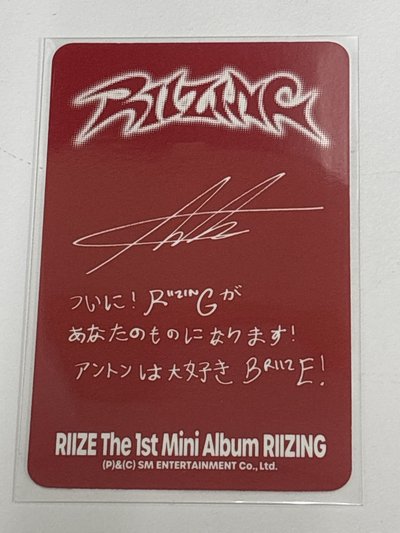 RIIZING
ついに! RIIZINGが
あなたのものになります!
アントンは大好き BRIIZE!
RIIZE The 1st Mini Album RIIZING
(P)&(C) SM ENTERTAINMENT Co., Ltd.